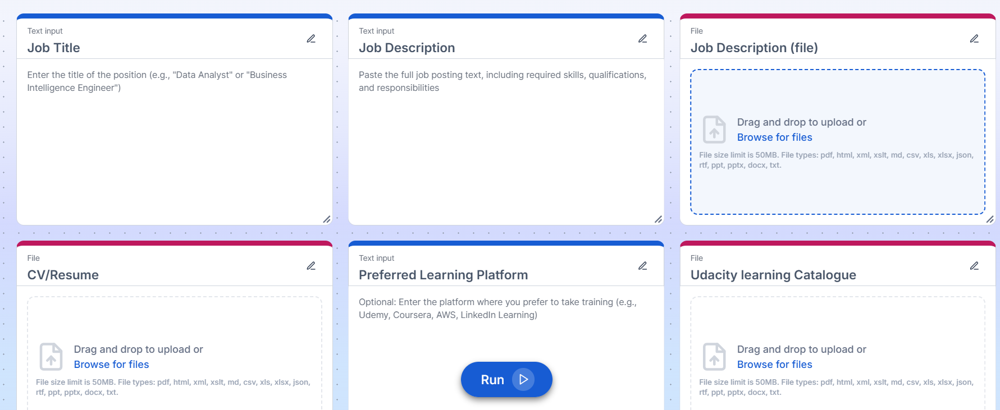 Text input
Job Title
Enter the title of the position (e.g., "Data Analyst" or "Business
Intelligence Engineer")
Text input
Job Description
Paste the full job posting text, including required skills, qualifications,
and responsibilities
File
Job Description (file)
Drag and drop to upload or
Browse for files
File size limit is 50MB. File types: pdf, html, xml, xslt, md, csv, xls, xlsx, json,
rtf, ppt, pptx, docx, txt.
File
CV/Resume
Drag and drop to upload or
Browse for files
File size limit is 50MB. File types: pdf, html, xml, xslt, md, csv, xls, xlsx, json,
rtf, ppt, pptx, docx, txt.
Text input
Preferred Learning Platform
Optional: Enter the platform where you prefer to take training (e.g.,
Udemy, Coursera, AWS, LinkedIn Learning)
Run
File
Udacity learning Catalogue
Drag and drop to upload or
Browse for files
File size limit is 50MB. File types: pdf, html, xml, xslt, md, csv, xls, xlsx, json,
rtf, ppt, pptx, docx, txt.